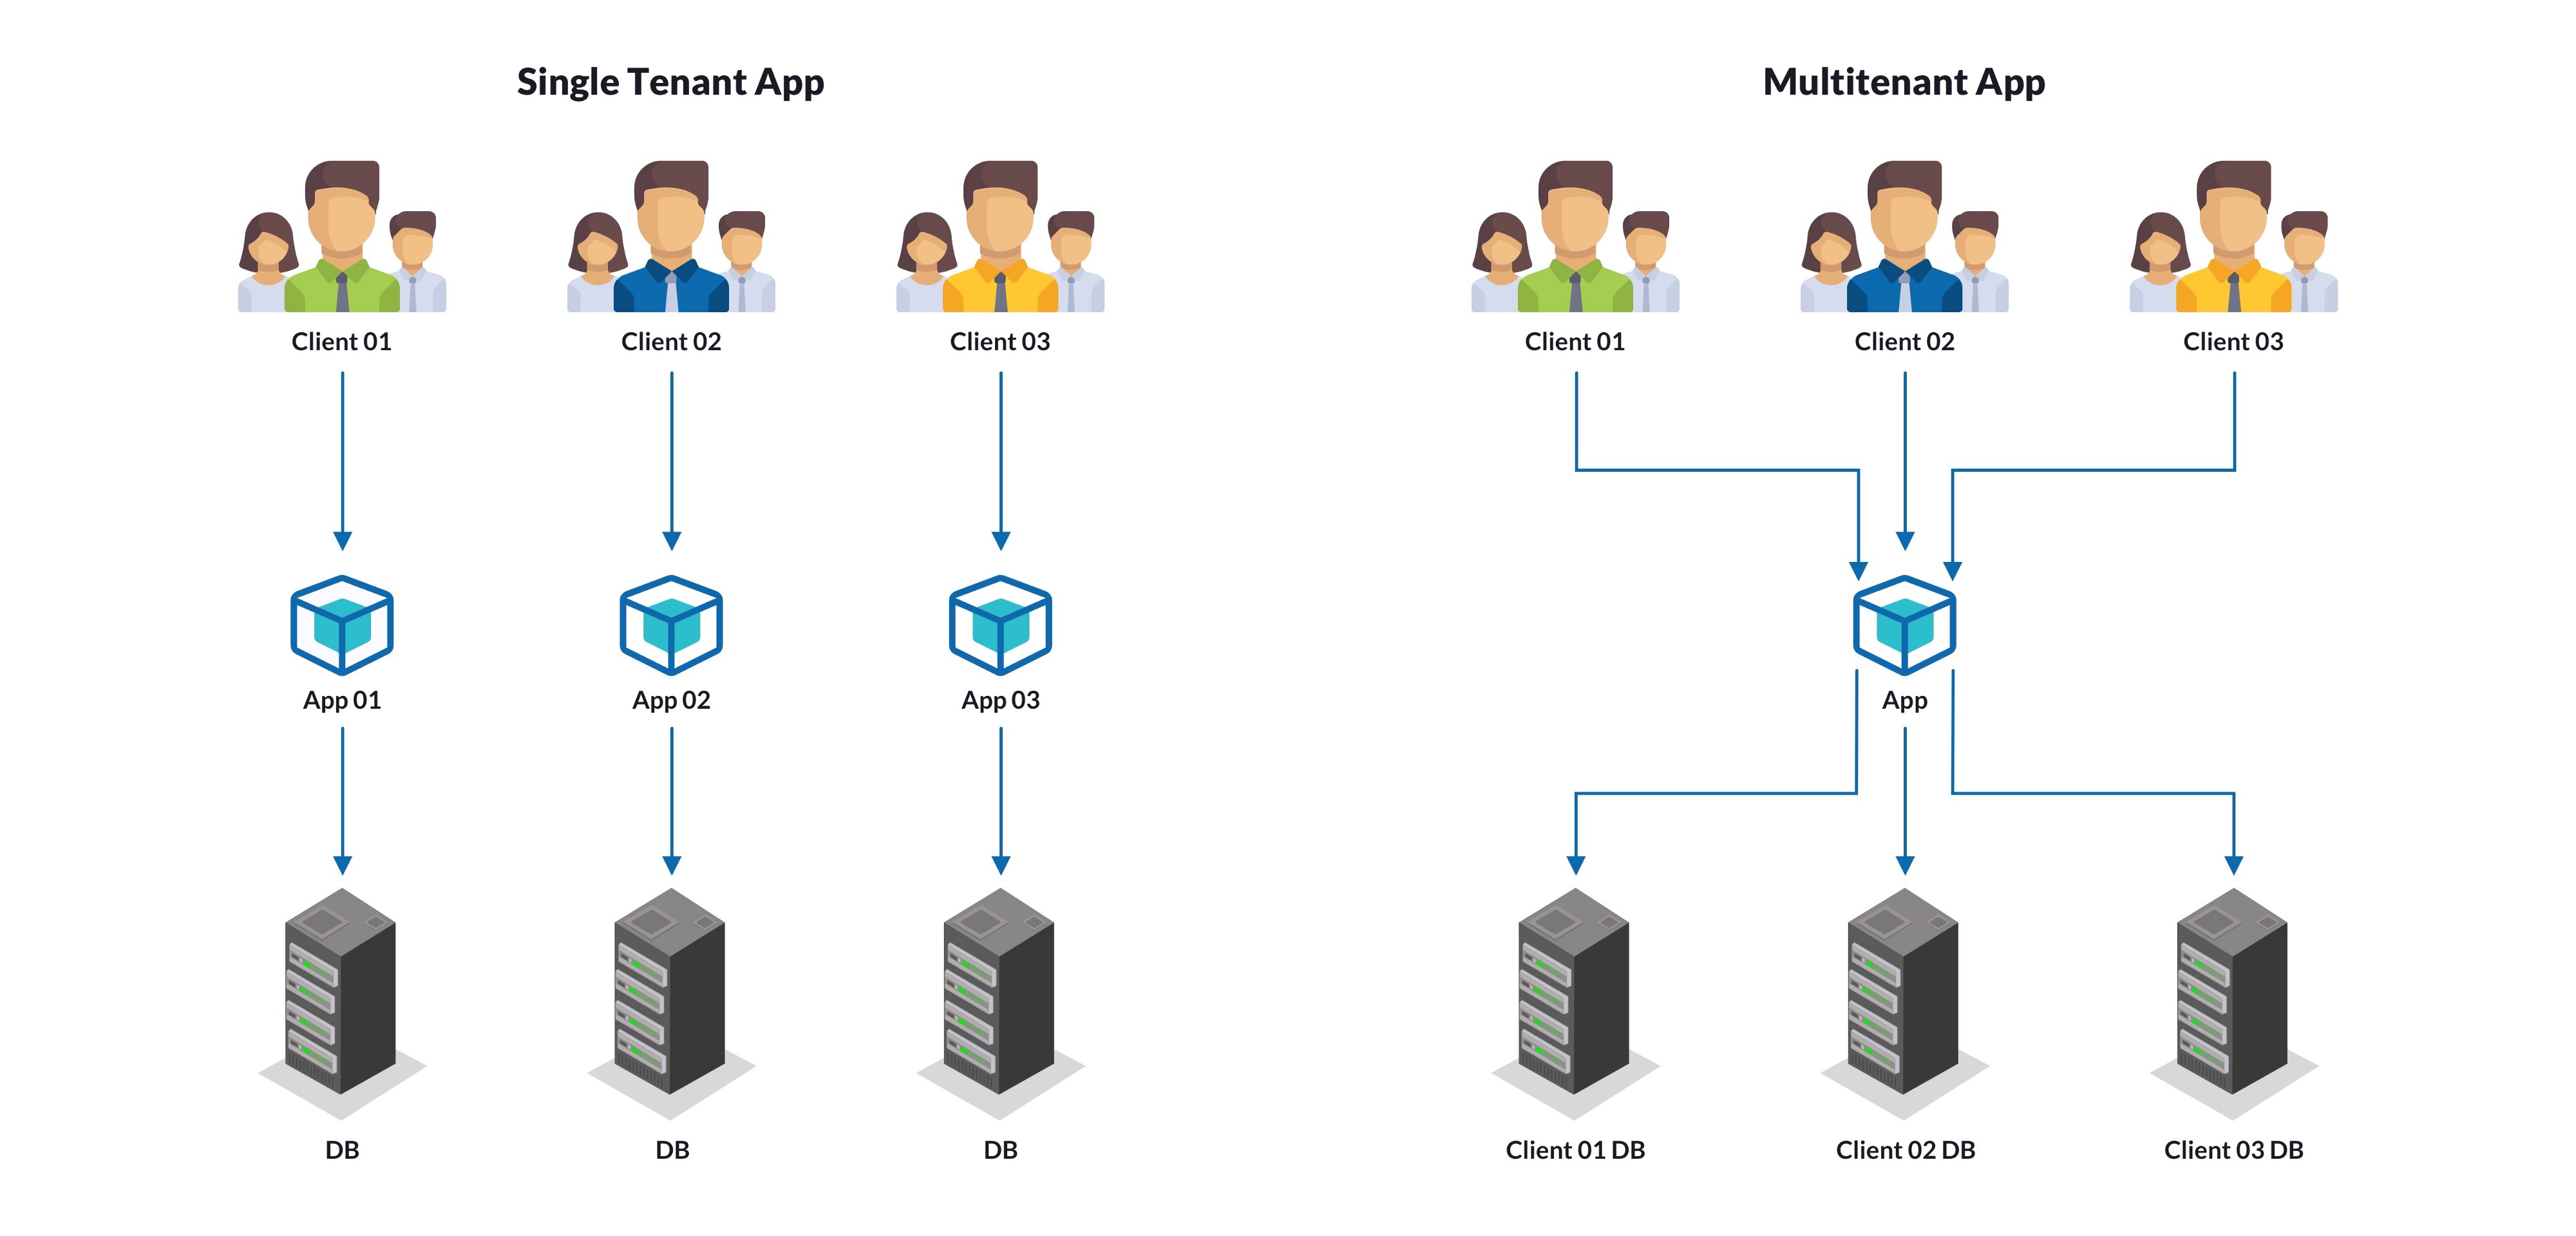 Single Tenant App
Client 01
Client 02
Client 03
App 01
App 02
App 03
DB
DB
DB
Multitenant App
Client 01
Client 02
Client 03
App
Client 01 DB
Client 02 DB
Client 03 DB